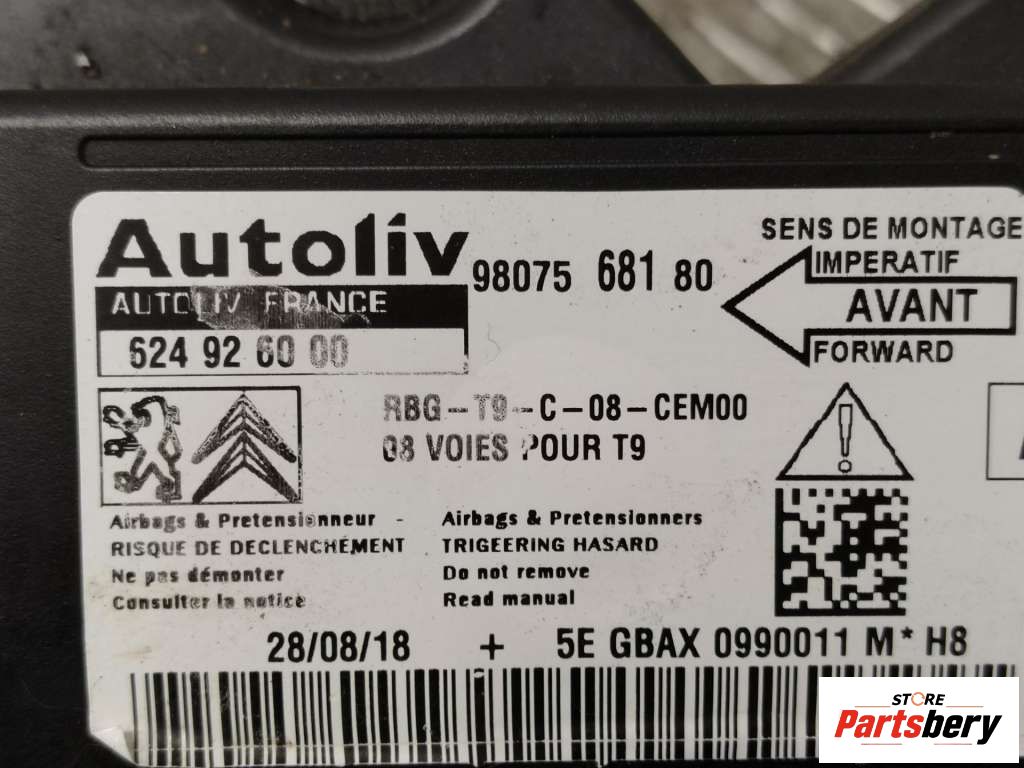 Autoliv
98075 681 80
AUTOLIV FRANCE
624 92 60 00
SENS DE MONTAGE
IMPERATIF
AVANT
FORWARD
RBG-T9-C-08-CEM00
08 VOIES POUR T9
Airbags & Pretensionneur -
RISQUE DE DECLENCHEMENT
Ne pas démonter
Consulter la notice
Airbags & Pretensionners
TRIGEERING HASARD
Do not remove
Read manual
28/08/18 + 5E GBAX 0990011 M* H8
STORE
Partsbery